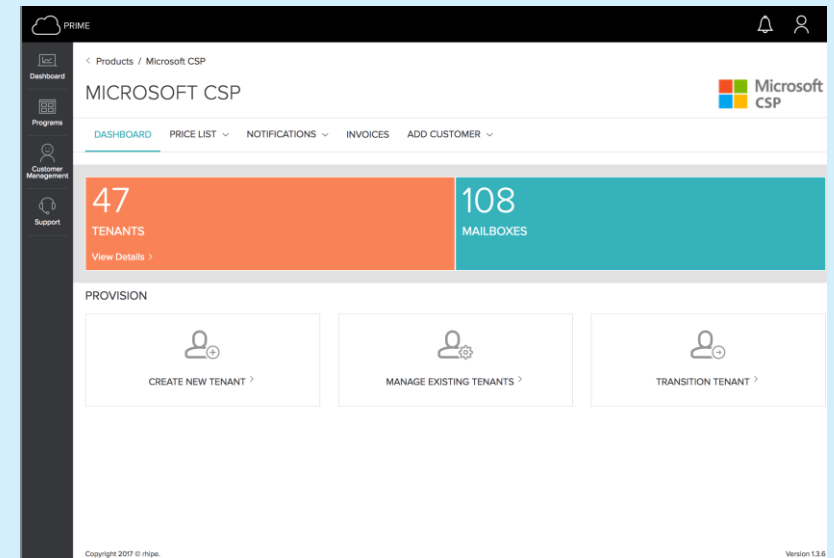 PRIME
Dashboard
Programs
Customer
Management
Support
< Products / Microsoft CSP
MICROSOFT CSP
Microsoft
CSP
DASHBOARD PRICE LIST NOTIFICATIONS INVOICES ADD CUSTOMER
47
TENANTS
View Details >
108
MAILBOXES
PROVISION
CREATE NEW TENANT >
MANAGE EXISTING TENANTS >
TRANSITION TENANT >
Copyright 2017 © rhipe.
Version 1.3.6